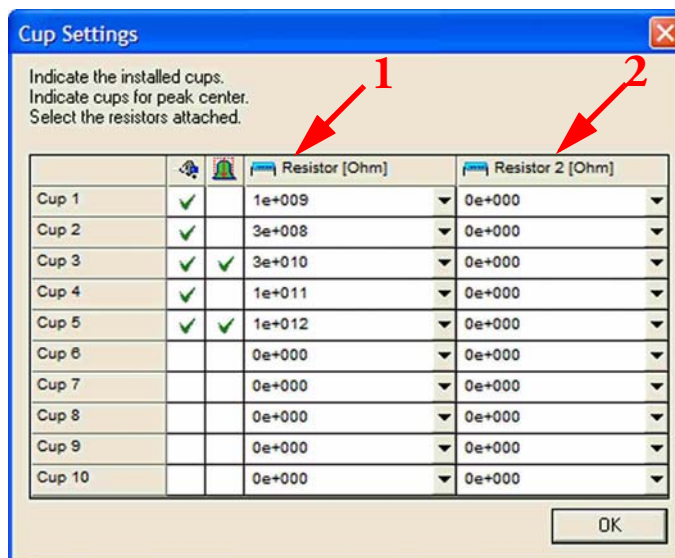 Cup Settings
1
2
Indicate the installed cups.
Indicate cups for peak center.
Select the resistors attached.
Resistor [Ohm] Resistor 2 [Ohm]
Cup 1 1e+009 0e+000
Cup 2 3e+008 0e+000
Cup 3 3e+010 0e+000
Cup 4 1e+011 0e+000
Cup 5 1e+012 0e+000
Cup 6 0e+000 0e+000
Cup 7 0e+000 0e+000
Cup 8 0e+000 0e+000
Cup 9 0e+000 0e+000
Cup 10 0e+000 0e+000
OK